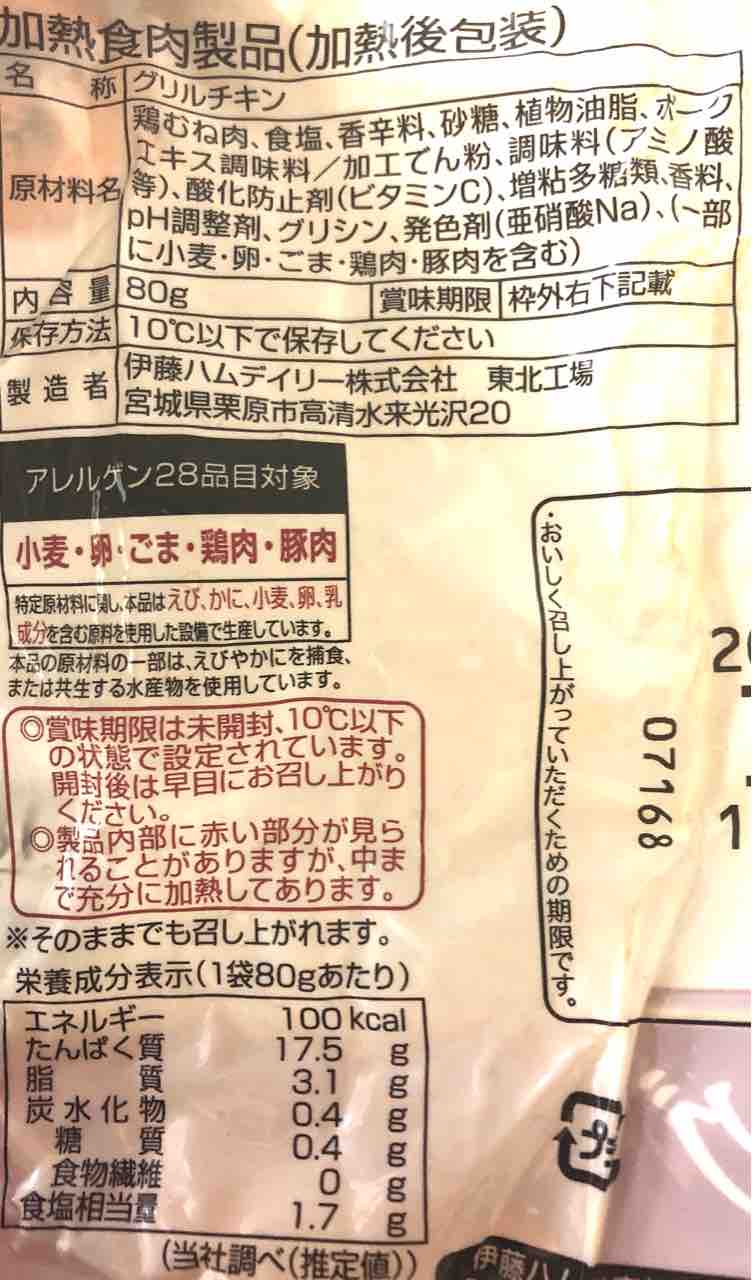 加熱食肉製品(加熱後包装)
名称 グリルチキン
原材料名 鶏むね肉、食塩、香辛料、砂糖、植物油脂、ポーク
エキス調味料/加工でん粉、調味料(アミノ酸
等)、酸化防止剤(ビタミンC)、増粘多糖類、香料、
pH調整剤、グリシン、発色剤(亜硝酸Na)、(一部
に小麦・卵・ごま・鶏肉・豚肉を含む)
内容量 80g 賞味期限 枠外右下記載
保存方法 10℃以下で保存してください
製造者 伊藤ハムデイリー株式会社 東北工場
宮城県栗原市高清水来光沢20
アレルゲン28品目対象
小麦・卵・ごま・鶏肉・豚肉
特定原材料に関し、本品はえび、かに、小麦、卵、乳
成分を含む原料を使用した設備で生産しています。
本品の原材料の一部は、えびやかにを捕食、
または共生する水産物を使用しています。
◎賞味期限は未開封、10℃以下
の状態で設定されています。
開封後は早目にお召し上がり
ください。
◎製品内部に赤い部分が見ら
れることがありますが、中ま
で充分に加熱してあります。
※そのままでも召し上がれます。
栄養成分表示(1袋80gあたり)
エネルギー 100 kcal
たんぱく質 17.5 g
脂質 3.1 g
炭水化物 0.4 g
糖質 0.4 g
食物繊維 0 g
食塩相当量 1.7 g
(当社調べ(推定値))
・おいしく召し上がっていただくための期限です。
07168
プラ
伊藤ハム